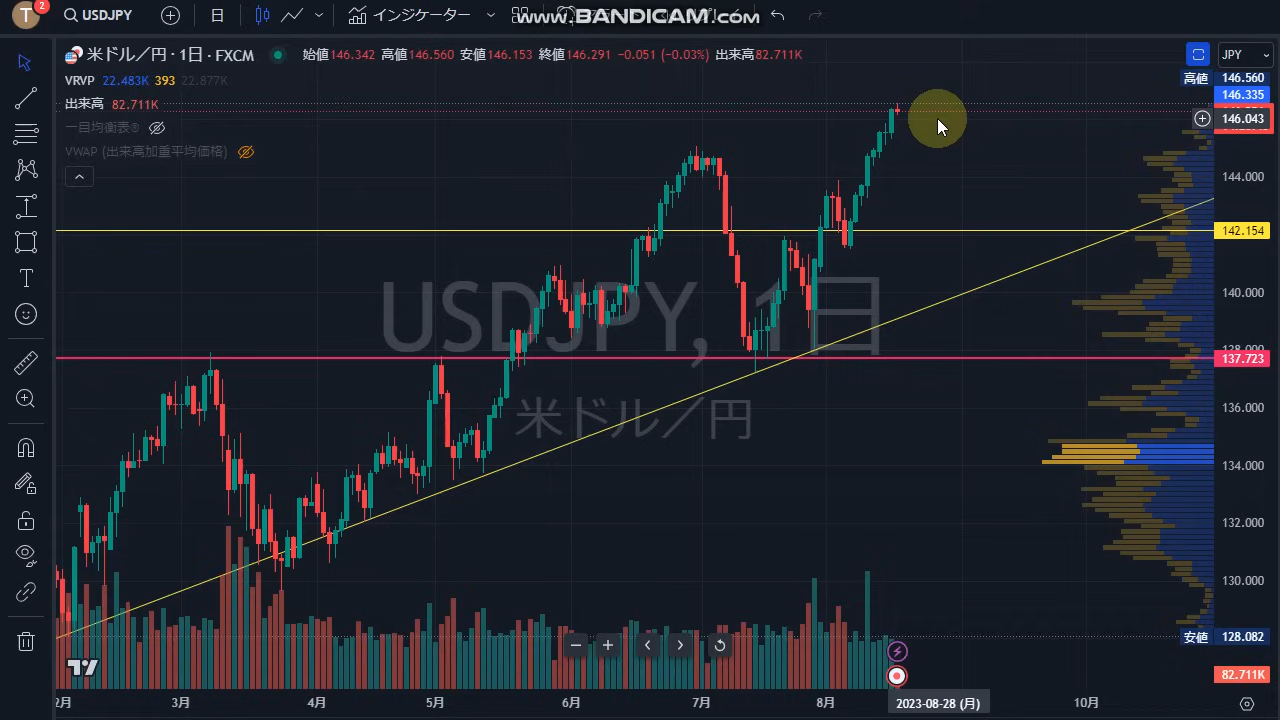 T 2 USDJPY 日 インジケーター
www.BANDICAM.com
米ドル／円・1日・FXCM 始値146.342 高値146.560 安値146.153 終値146.291 −0.051 (−0.03%) 出来高82.711K
JPY
VRVP 22.483K 393 22.877K
高値 146.560
146.335
出来高 82.711K
146.043
一目均衡表®
VWAP (出来高加重平均価格)
144.000
142.154
140.000
USDJPY, 1日
138.000
137.723
136.000
米ドル／円
134.000
132.000
130.000
安値 128.082
82.711K
2月 3月 4月 5月 6月 7月 8月 2023-08-28 (月) 10月